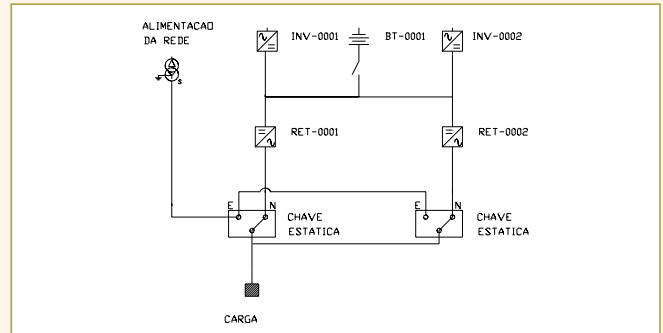 ALIMENTACAO
DA REDE
INV-0001
BT-0001
INV-0002
S
RET-0001
RET-0002
E
N
CHAVE
ESTATICA
E
N
CHAVE
ESTATICA
CARGA